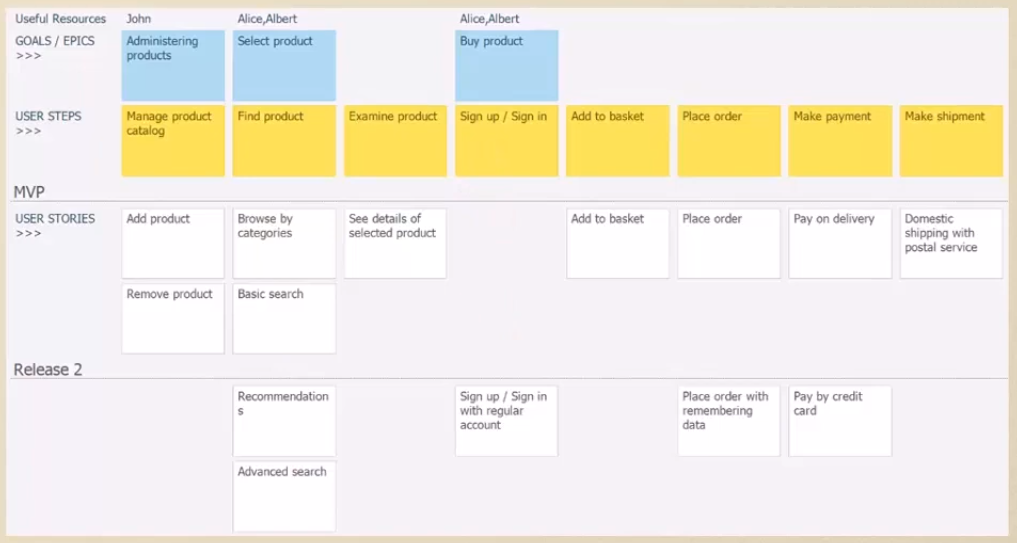 Useful Resources John Alice,Albert Alice,Albert
GOALS / EPICS
>>>
Administering
products
Select product
Buy product
USER STEPS
>>>
Manage product
catalog
Find product
Examine product
Sign up / Sign in
Add to basket
Place order
Make payment
Make shipment
MVP
USER STORIES
>>>
Add product
Browse by
categories
See details of
selected product
Add to basket
Place order
Pay on delivery
Domestic
shipping with
postal service
Remove product
Basic search
Release 2
Recommendation
s
Sign up / Sign in
with regular
account
Place order with
remembering
data
Pay by credit
card
Advanced search